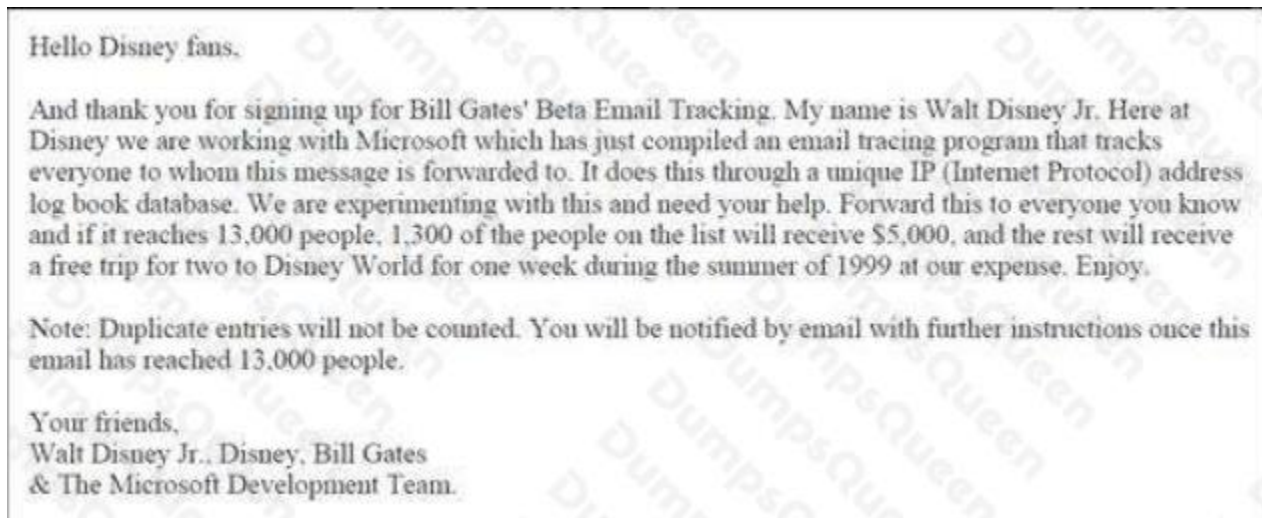 Hello Disney fans,
And thank you for signing up for Bill Gates' Beta Email Tracking. My name is Walt Disney Jr. Here at
Disney we are working with Microsoft which has just compiled an email tracing program that tracks
everyone to whom this message is forwarded to. It does this through a unique IP (Internet Protocol) address
log book database. We are experimenting with this and need your help. Forward this to everyone you know
and if it reaches 13,000 people, 1,300 of the people on the list will receive $5,000, and the rest will receive
a free trip for two to Disney World for one week during the summer of 1999 at our expense. Enjoy.
Note: Duplicate entries will not be counted. You will be notified by email with further instructions once this
email has reached 13,000 people.
Your friends,
Walt Disney Jr., Disney, Bill Gates
& The Microsoft Development Team.
DumpsQueen